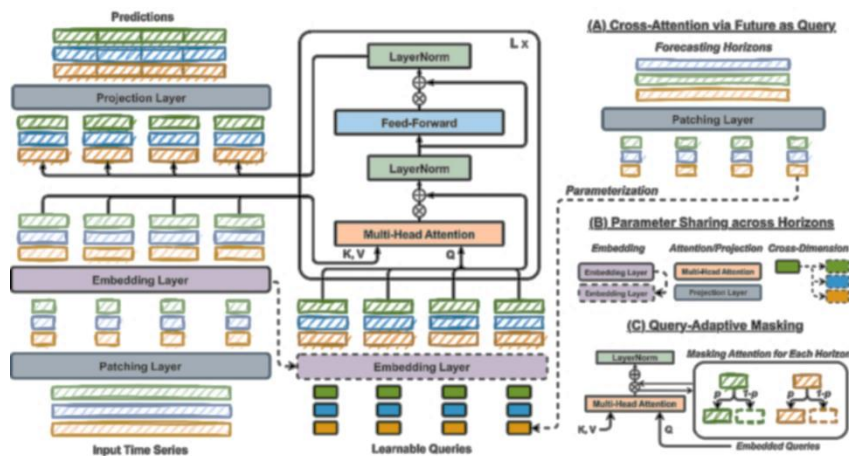 Predictions
Projection Layer
Embedding Layer
Patching Layer
Input Time Series
L x
LayerNorm
Feed-Forward
LayerNorm
Multi-Head Attention
K, V
Q
Embedding Layer
Learnable Queries
(A) Cross-Attention via Future as Query
Forecasting Horizons
Patching Layer
Parameterization
(B) Parameter Sharing across Horizons
Embedding Attention/Projection Cross-Dimension
Embedding Layer Multi-Head Attention
Embedding Layer Projection Layer
(C) Query-Adaptive Masking
Masking Attention for Each Horizon
LayerNorm
p 1-p p 1-p
Multi-Head Attention
K, V
Q
Embedded Queries